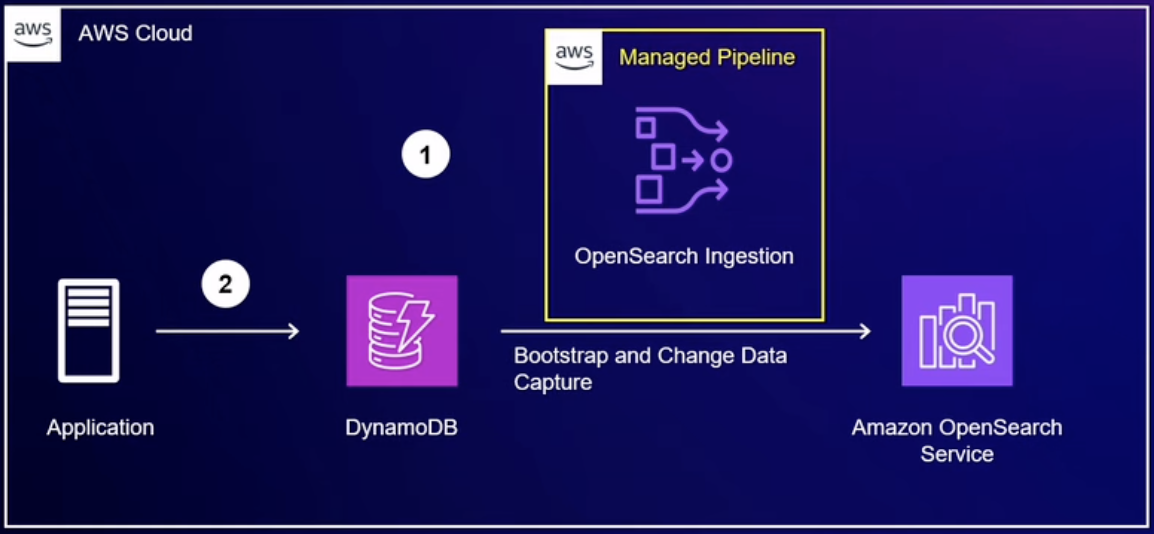 aws
AWS Cloud
aws
Managed Pipeline
1
OpenSearch Ingestion
2
Bootstrap and Change Data
Capture
Application
DynamoDB
Amazon OpenSearch
Service